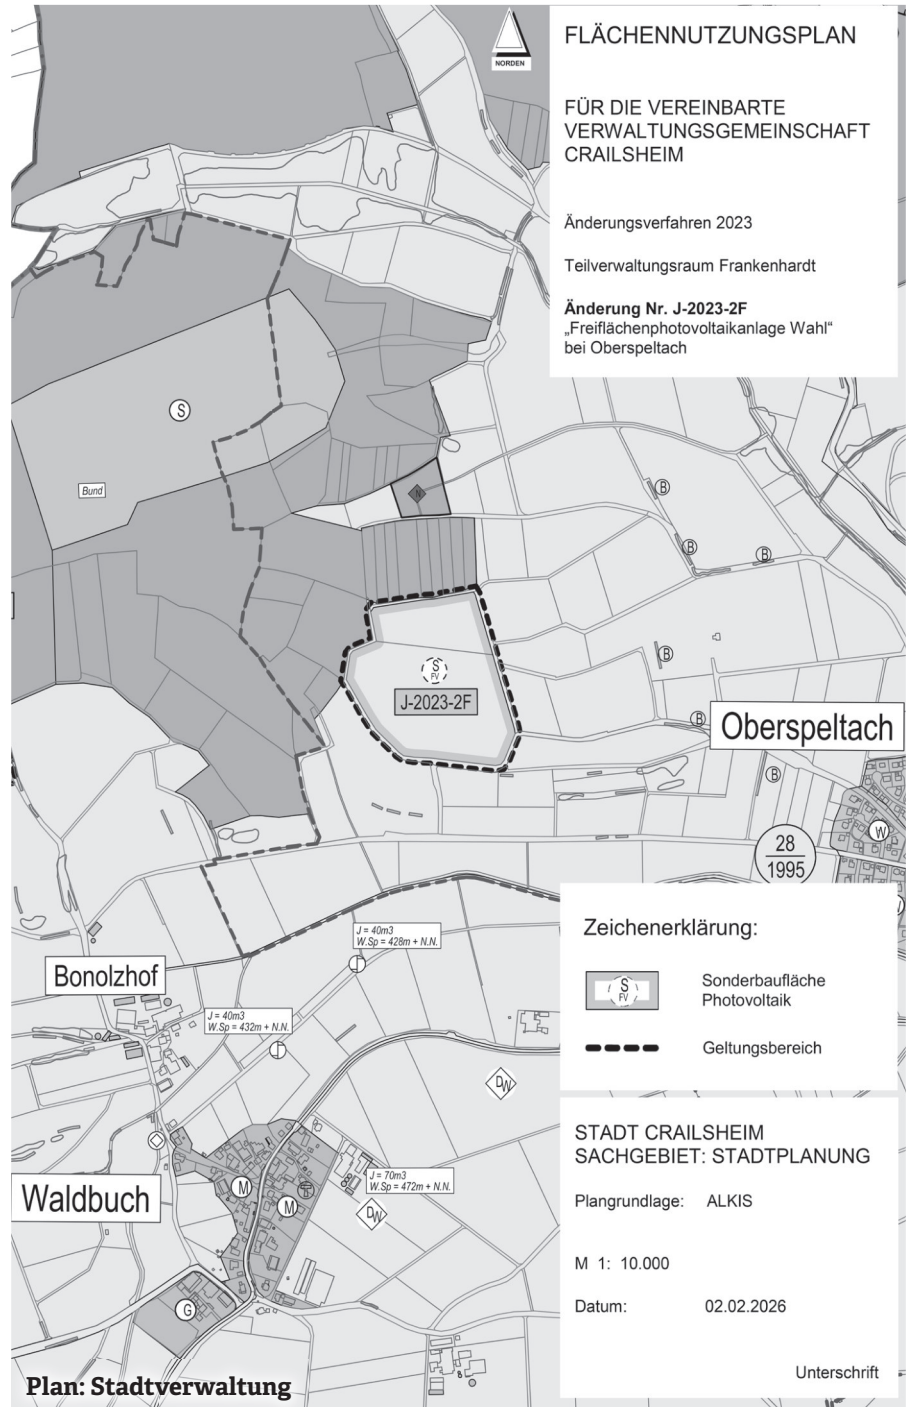 NORDEN
FLÄCHENNUTZUNGSPLAN
FÜR DIE VEREINBARTE
VERWALTUNGSGEMEINSCHAFT
CRAILSHEIM
Änderungsverfahren 2023
Teilverwaltungsraum Frankenhardt
Änderung Nr. J-2023-2F
„Freiflächenphotovoltaikanlage Wahl“
bei Oberspeltach
S
Bund
N
B
B
B
B
B
B
S
FV
J-2023-2F
Oberspeltach
WA
28
1995
J = 40m3
W.Sp = 428m + N.N.
Bonolzhof
J = 40m3
W.Sp = 432m + N.N.
DW
Zeichenerklärung:
S
FV
Sonderbaufläche
Photovoltaik
Geltungsbereich
Waldbuch
M
M
J = 70m3
W.Sp = 472m + N.N.
DW
G
STADT CRAILSHEIM
SACHGEBIET: STADTPLANUNG
Plangrundlage: ALKIS
M 1: 10.000
Datum: 02.02.2026
Unterschrift
Plan: Stadtverwaltung